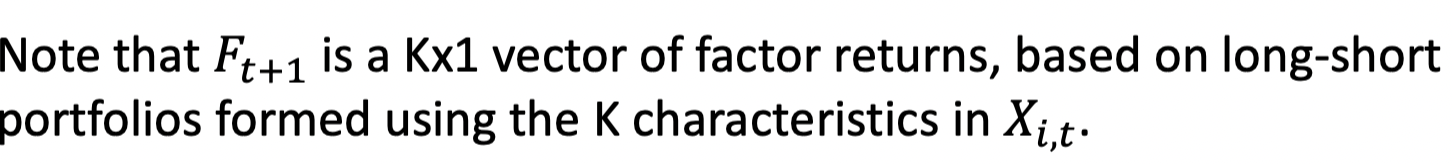 Note that F_{t+1} is a Kx1 vector of factor returns, based on long-short
portfolios formed using the K characteristics in X_{i,t}.